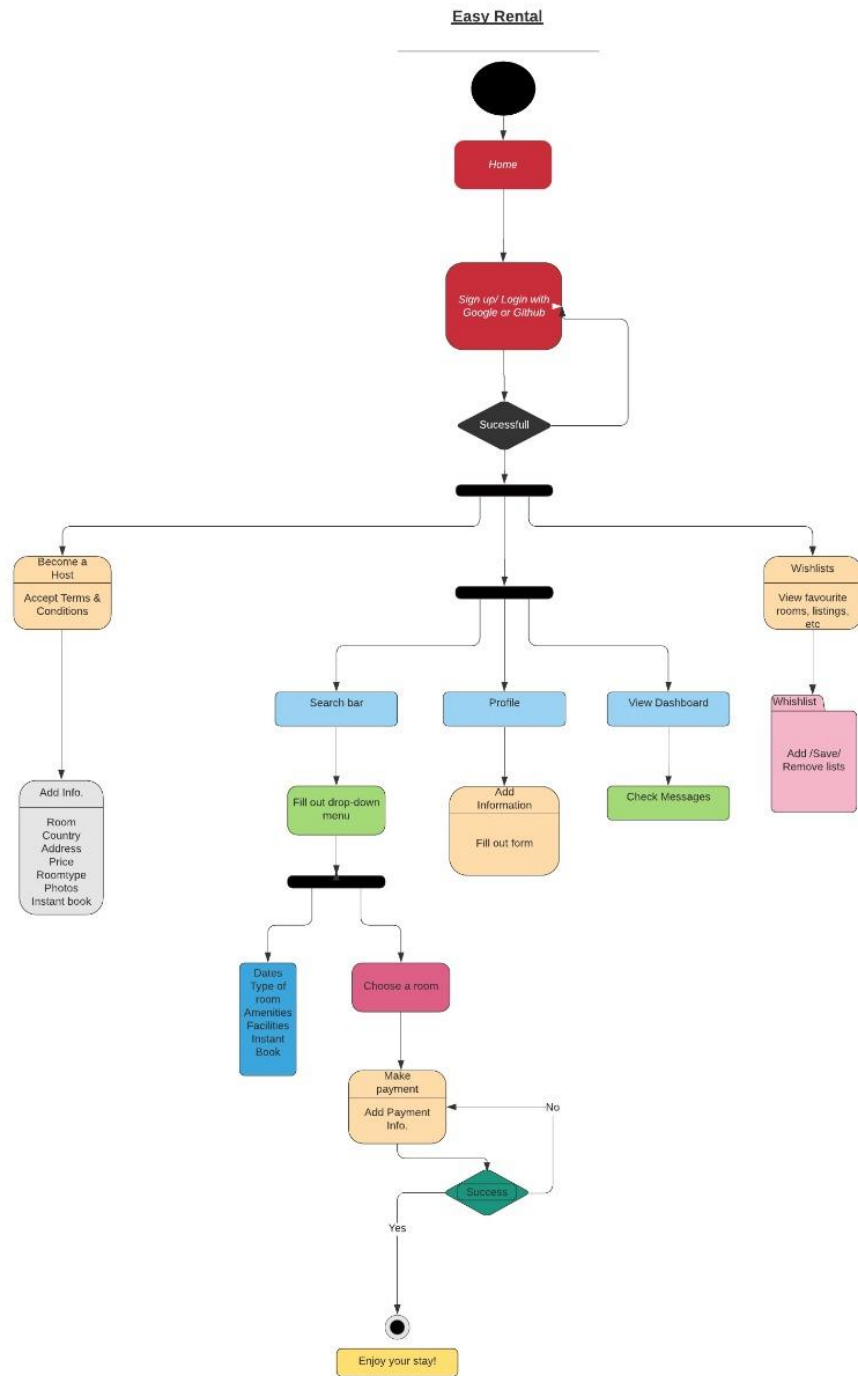 Easy Rental
Home
Sign up/ Login with
Google or Github
Sucessfull
Become a
Host
Accept Terms &
Conditions
Wishlists
View favourite
rooms, listings,
etc
Search bar
Profile
View Dashboard
Whishlist
Add /Save/
Remove lists
Add Info.
Room
Country
Address
Price
Roomtype
Photos
Instant book
Fill out drop-down
menu
Add
Information
Fill out form
Check Messages
Dates
Type of
room
Amenities
Facilities
Instant
Book
Choose a room
Make
payment
Add Payment
Info.
No
Success
Yes
Enjoy your stay!